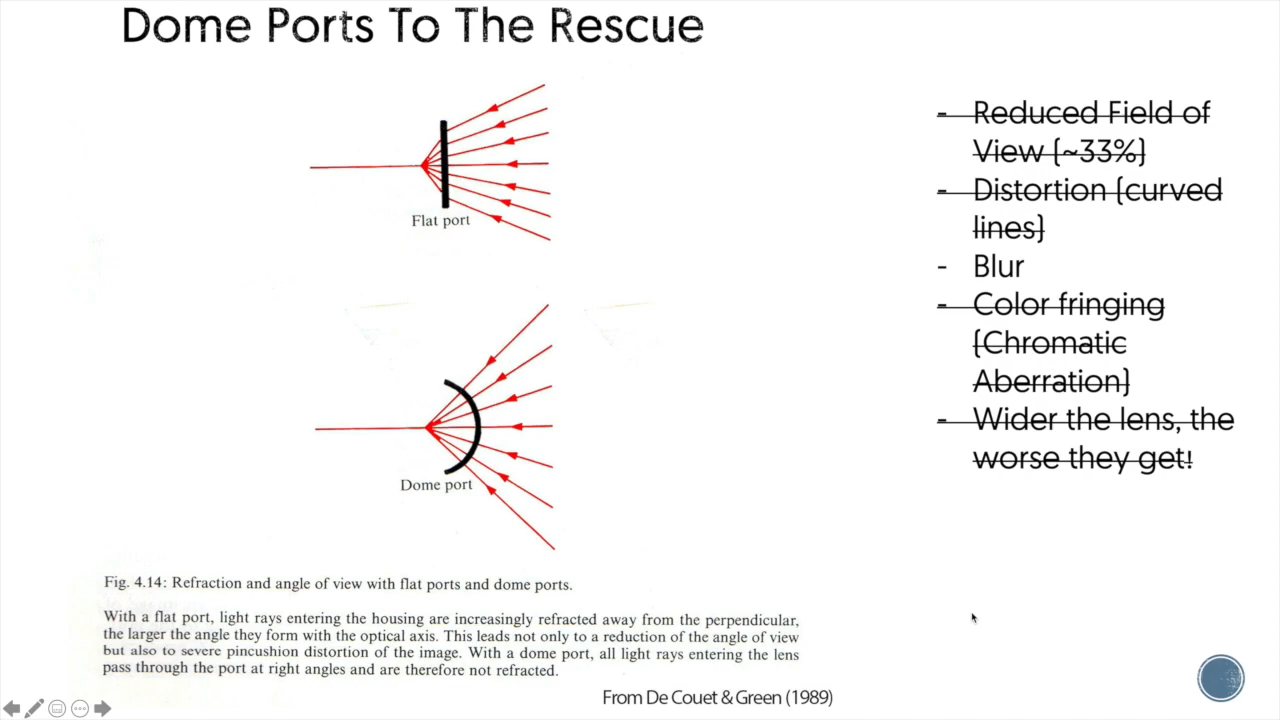 Dome Ports To The Rescue
Flat port
Dome port
- Reduced Field of
View (~33%)
- Distortion (curved
lines)
- Blur
- Color fringing
(Chromatic
Aberration)
- Wider the lens, the
worse they get!
Fig. 4.14: Refraction and angle of view with flat ports and dome ports.
With a flat port, light rays entering the housing are increasingly refracted away from the perpendicular,
the larger the angle they form with the optical axis. This leads not only to a reduction of the angle of view
but also to severe pincushion distortion of the image. With a dome port, all light rays entering the lens
pass through the port at right angles and are therefore not refracted.
From De Couet & Green (1989)